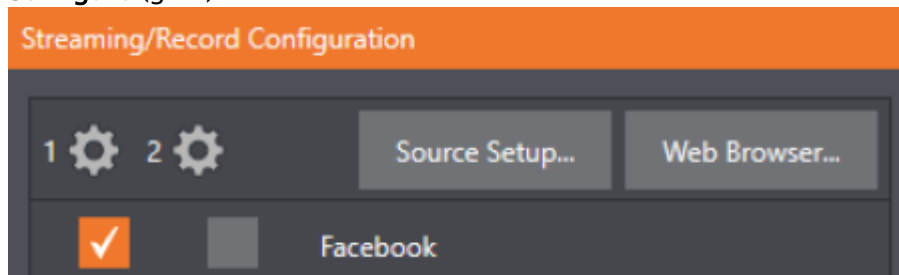 Streaming/Record Configuration
1 2 Source Setup... Web Browser...
Facebook